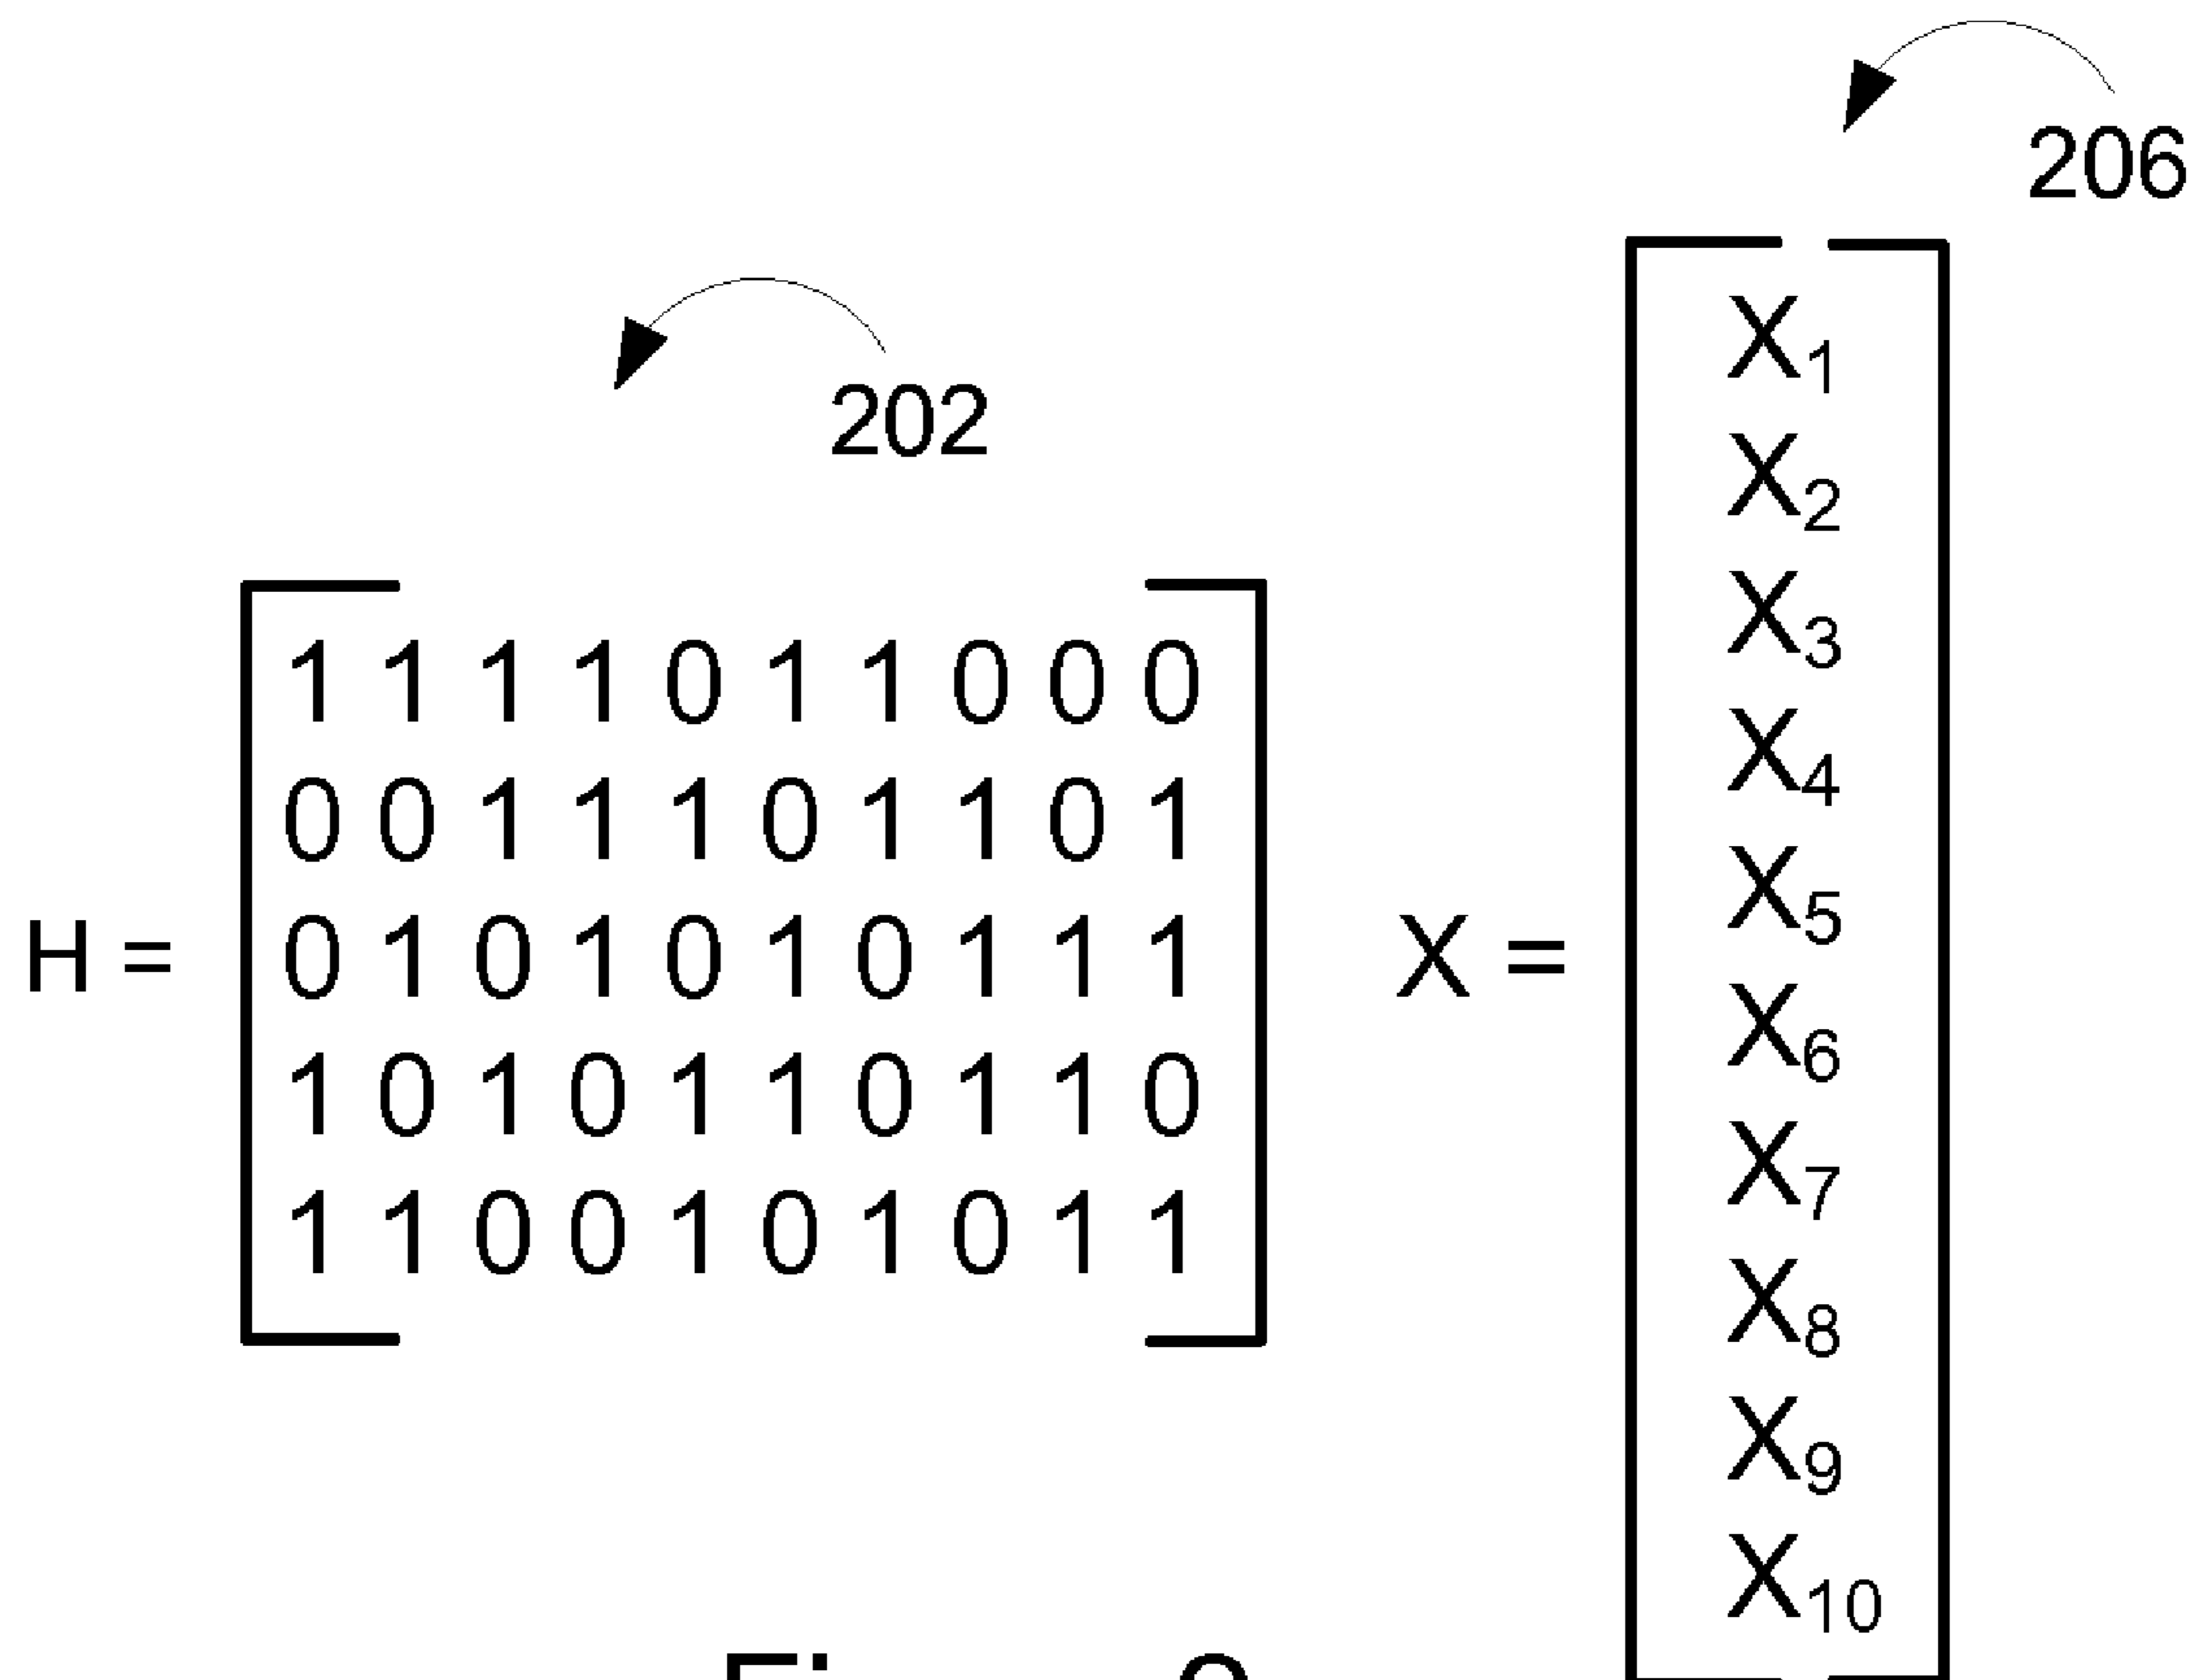 206
202
H =
1 1 1 1 0 1 1 0 0 0
0 0 1 1 1 0 1 1 0 1
0 1 0 1 0 1 0 1 1 1
1 0 1 0 1 1 0 1 1 0
1 1 0 0 1 0 1 0 1 1
X =
X1
X2
X3
X4
X5
X6
X7
X8
X9
X10